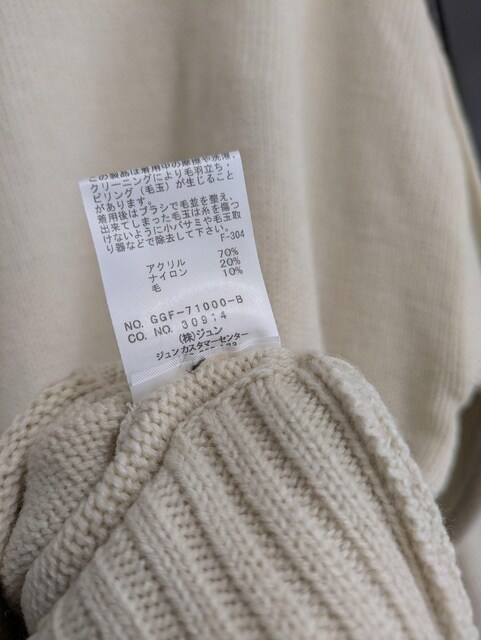 この製品は着用中の摩擦や洗濯、
クリーニングにより毛羽立ち、
ピリング（毛玉）が生じること
があります。
着用後はブラシで毛並を整え、
出来てしまった毛玉は糸を傷つ
けないように小バサミや毛玉取
り器などで除去して下さい。
F-304
アクリル 70%
ナイロン 20%
毛 10%
NO. GGF-71000-B
CO. NO. 30914
(株)ジュン
ジュン カスタマーセンター